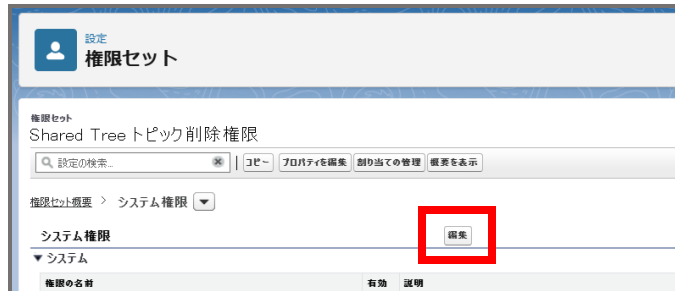 設定
権限セット
権限セット
Shared Tree トピック削除権限
設定の検索... コピー プロパティを編集 割り当ての管理 概要を表示
権限セット概要 > システム権限
システム権限 編集
システム
権限の名前 有効 説明